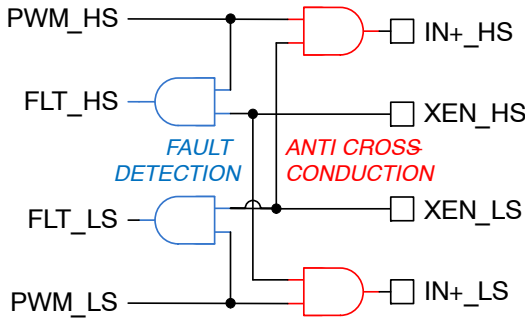 PWM_HS
IN+_HS
FLT_HS
XEN_HS
FAULT
DETECTION
ANTI CROSS-
CONDUCTION
FLT_LS
XEN_LS
PWM_LS
IN+_LS